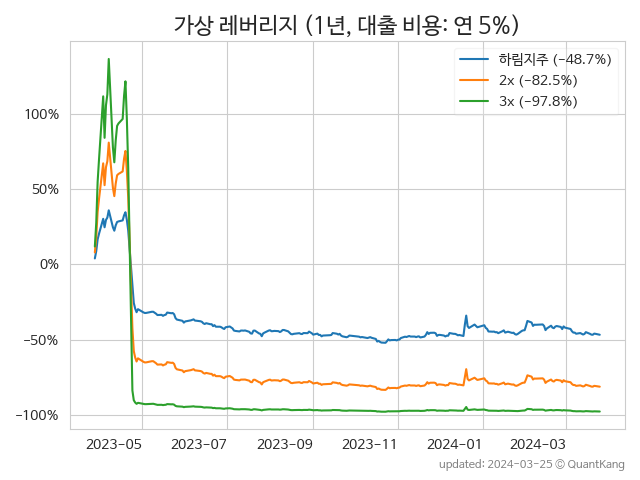 가상 레버리지 (1년, 대출 비용: 연 5%)
하림지주 (−48.7%)
2x (−82.5%)
3x (−97.8%)
100%
50%
0%
−50%
−100%
2023−05 2023−07 2023−09 2023−11 2024−01 2024−03
updated: 2024-03-25 © QuantKang